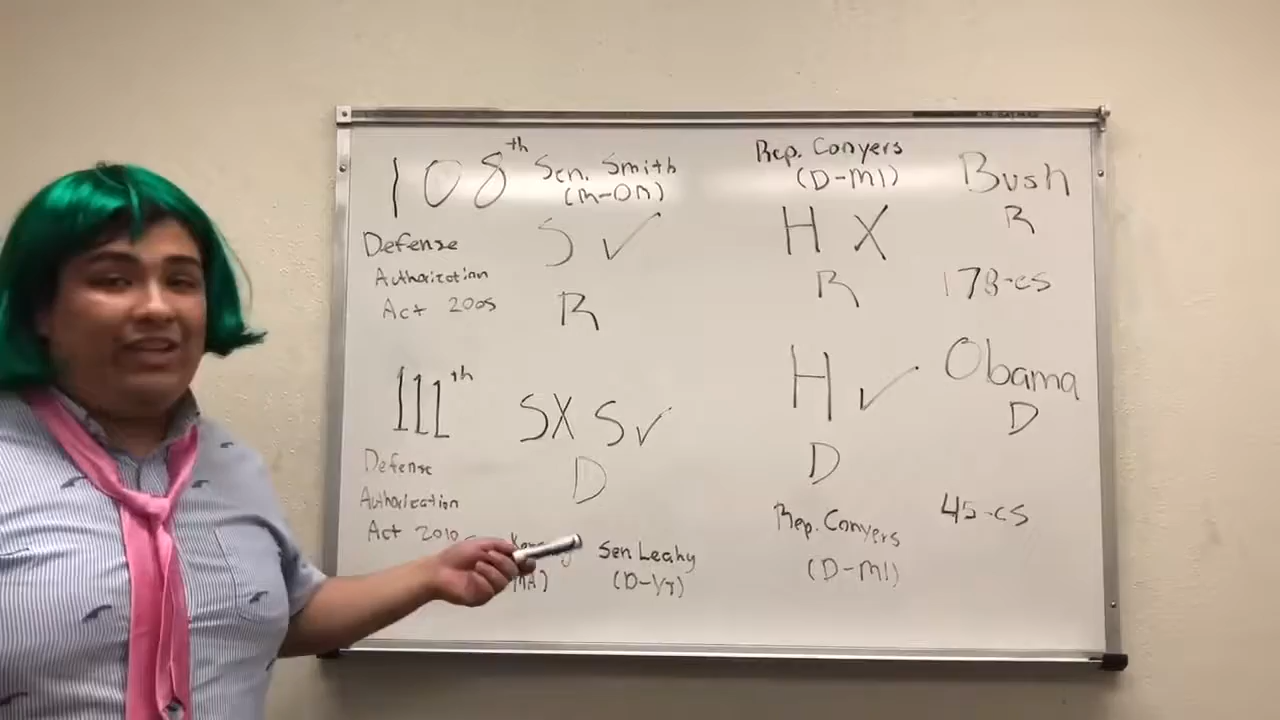 108th Sen. Smith
(R-OR)
S ✓
R
Defense
Authorization
Act 2005
Rep. Conyers
(D-MI)
H X
R
Bush
R
178-cs
111th
SX S✓
D
Defense
Authorization
Act 2010
Sen Leahy
(D-VT)
H ✓
D
Rep. Conyers
(D-MI)
Obama
D
45-cs